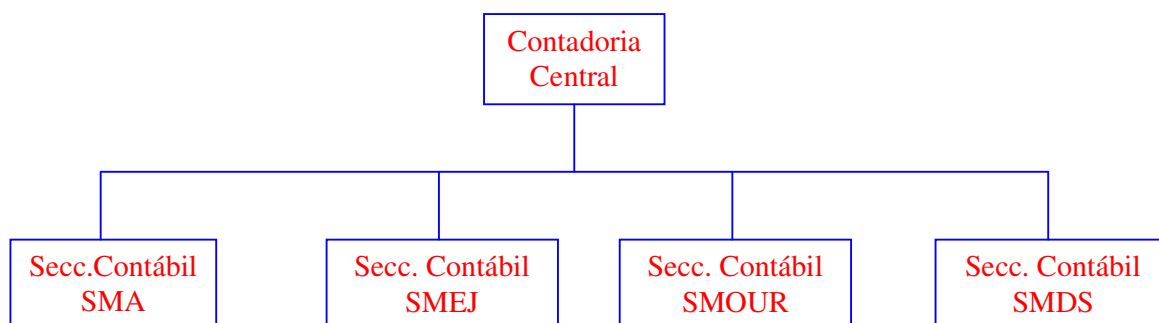 Contadoria
Central
Secc.Contábil
SMA
Secc. Contábil
SMEJ
Secc. Contábil
SMOUR
Secc. Contábil
SMDS